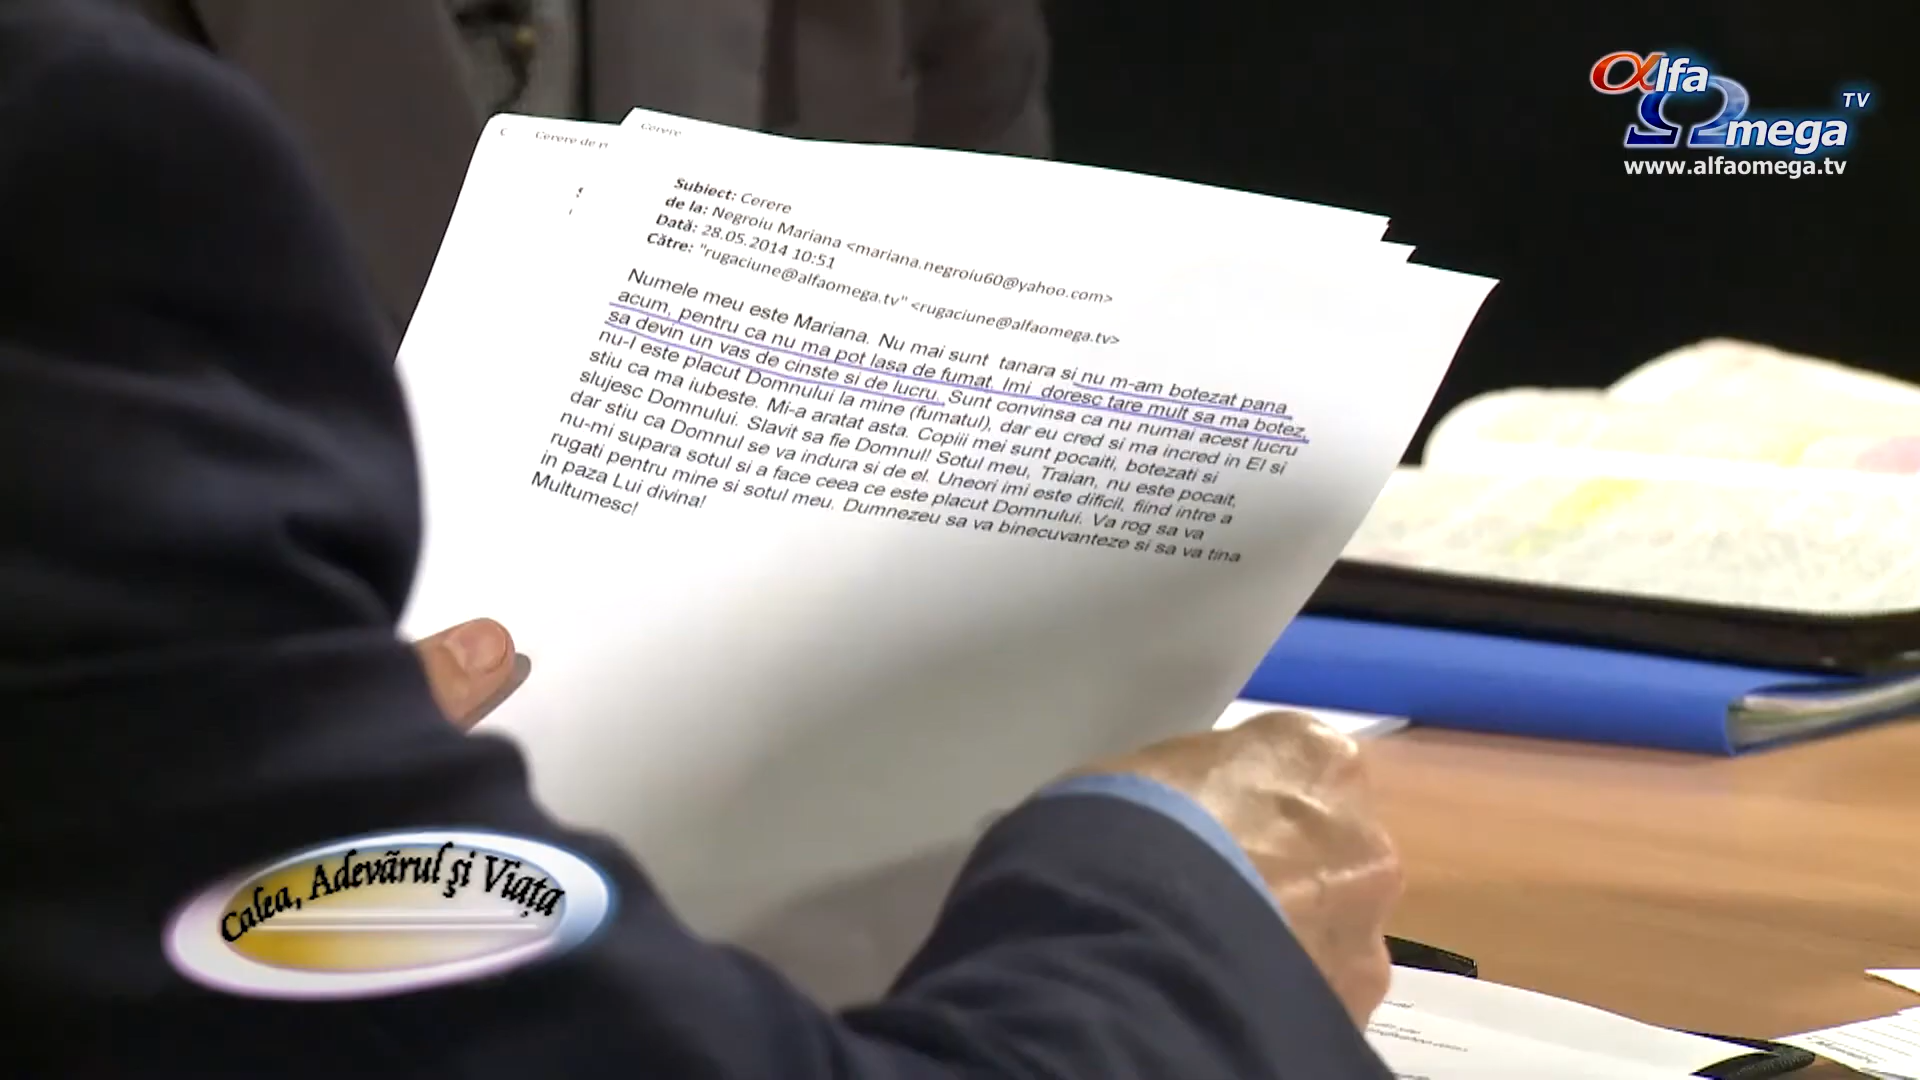 αlfa
Ωmega TV
www.alfaomega.tv
Cerere de
Cerere
Subiect: Cerere
de la: Negroiu Mariana <mariana.negroiu60@yahoo.com>
Dată: 28.05.2014 10:51
Către: "rugaciune@alfaomega.tv" <rugaciune@alfaomega.tv>
Numele meu este Mariana. Nu mai sunt tanara si nu m-am botezat pana
acum, pentru ca nu ma pot lasa de fumat. Imi doresc tare mult sa ma botez,
sa devin un vas de cinste si de lucru. Sunt convinsa ca nu numai acest lucru
nu-I este placut Domnului la mine (fumatul), dar eu cred si ma incred in El si
stiu ca ma iubeste. Mi-a aratat asta. Copiii mei sunt pocaiti, botezati si
slujesc Domnului. Slavit sa fie Domnul! Sotul meu, Traian, nu este pocait,
dar stiu ca Domnul se va indura si de el. Uneori imi este dificil, fiind intre a
nu-mi supara sotul si a face ceea ce este placut Domnului. Va rog sa va
rugati pentru mine si sotul meu. Dumnezeu sa va binecuvanteze si sa va tina
in paza Lui divina!
Multumesc!
Calea, Adevãrul şi Viaţa